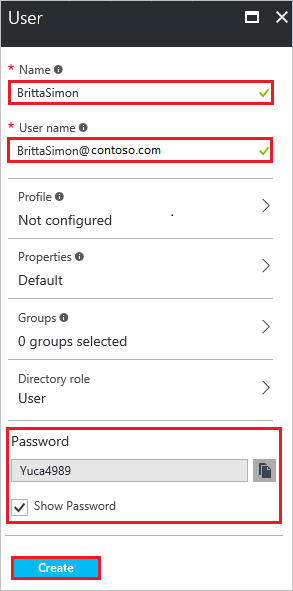 User
* Name
BrittaSimon
* User name
BrittaSimon@contoso.com
Profile
Not configured
Properties
Default
Groups
0 groups selected
Directory role
User
Password
Yuca4989
Show Password
Create